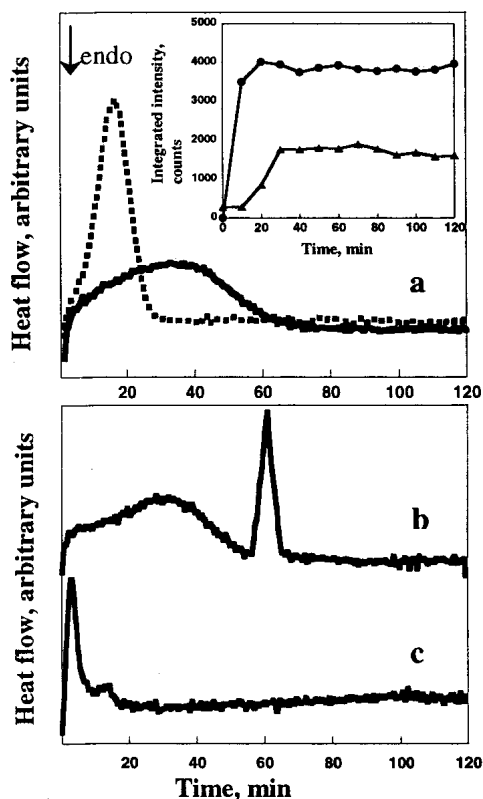 endo
Heat flow, arbitrary units
Integrated intensity,
counts
5000
4000
3000
2000
1000
0
0 20 40 60 80 100 120
Time, min
a
20 40 60 80 100 120
Heat flow, arbitrary units
b
c
20 40 60 80 100 120
Time, min